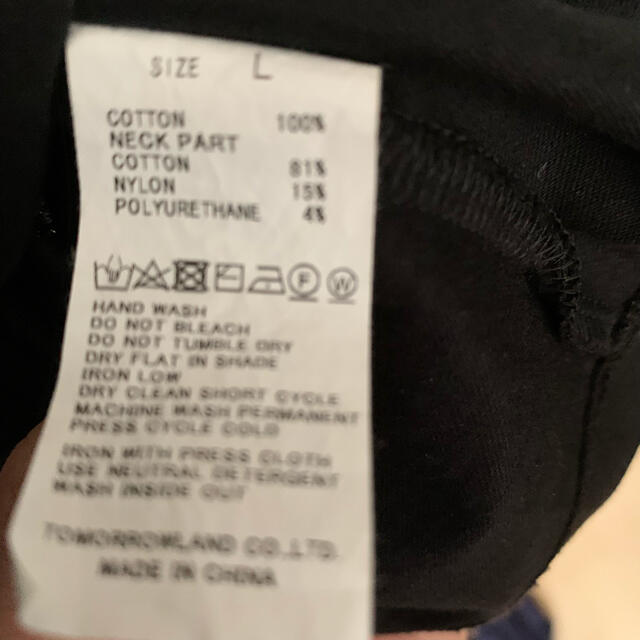 SIZE L
COTTON 100%
NECK PART
COTTON 81%
NYLON 15%
POLYURETHANE 4%
F W
HAND WASH
DO NOT BLEACH
DO NOT TUMBLE DRY
DRY FLAT IN SHADE
IRON LOW
DRY CLEAN SHORT CYCLE
MACHINE WASH PERMANENT
PRESS CYCLE COLD
IRON WITH PRESS CLOTH
USE NEUTRAL DETERGENT
WASH INSIDE OUT
TOMORROWLAND CO.,LTD.
MADE IN CHINA